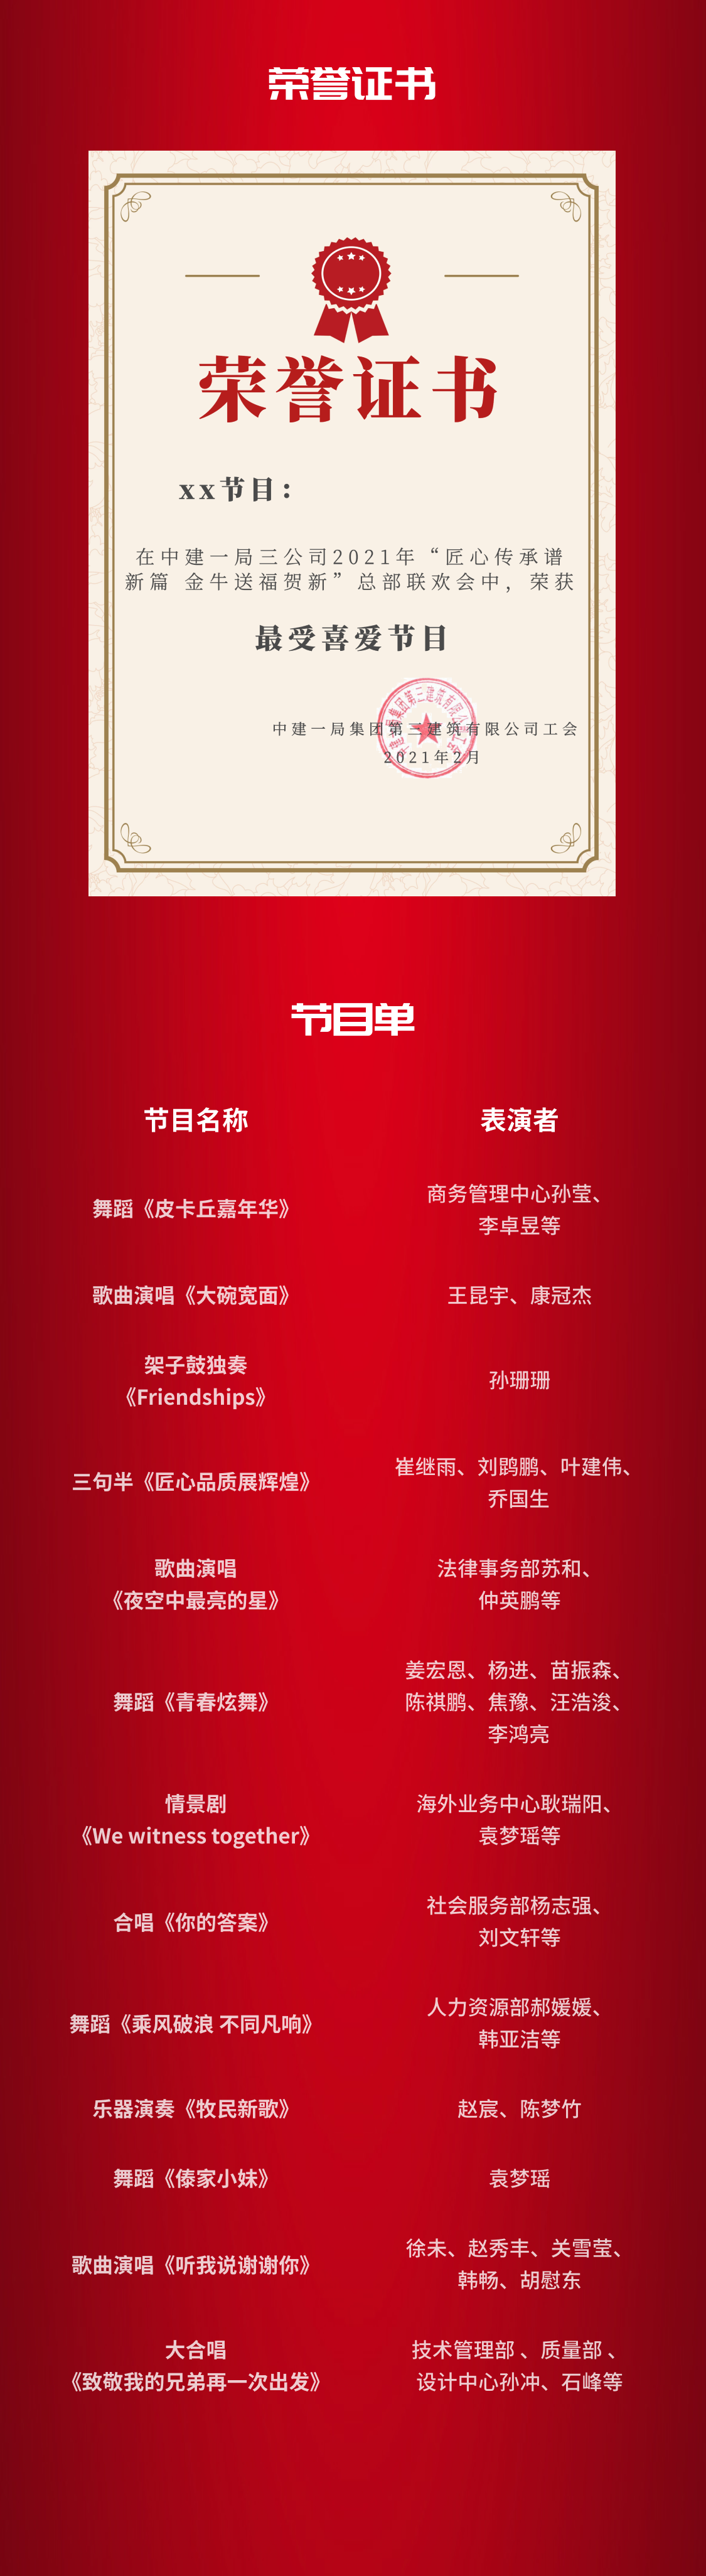 荣誉证书
荣誉证书
xx节目：
在中建一局三公司2021年“匠心传承谱
新篇 金牛送福贺新”总部联欢会中，荣获
最受喜爱节目
中建一局集团第三建筑有限公司工会
2021年2月
节目单
节目名称 表演者
舞蹈《皮卡丘嘉年华》
商务管理中心孙莹、
李卓昱等
歌曲演唱《大碗宽面》 王昆宇、康冠杰
架子鼓独奏
《Friendships》
孙珊珊
三句半《匠心品质展辉煌》
崔继雨、刘鹍鹏、叶建伟、
乔国生
歌曲演唱
《夜空中最亮的星》
法律事务部苏和、
仲英鹏等
舞蹈《青春炫舞》
姜宏恩、杨进、苗振森、
陈祺鹏、焦豫、汪浩浚、
李鸿亮
情景剧
《We witness together》
海外业务中心耿瑞阳、
袁梦瑶等
合唱《你的答案》
社会服务部杨志强、
刘文轩等
舞蹈《乘风破浪 不同凡响》
人力资源部郝媛媛、
韩亚洁等
乐器演奏《牧民新歌》 赵宸、陈梦竹
舞蹈《傣家小妹》 袁梦瑶
歌曲演唱《听我说谢谢你》
徐未、赵秀丰、关雪莹、
韩畅、胡慰东
大合唱
《致敬我的兄弟再一次出发》
技术管理部 、质量部 、
设计中心孙冲、石峰等